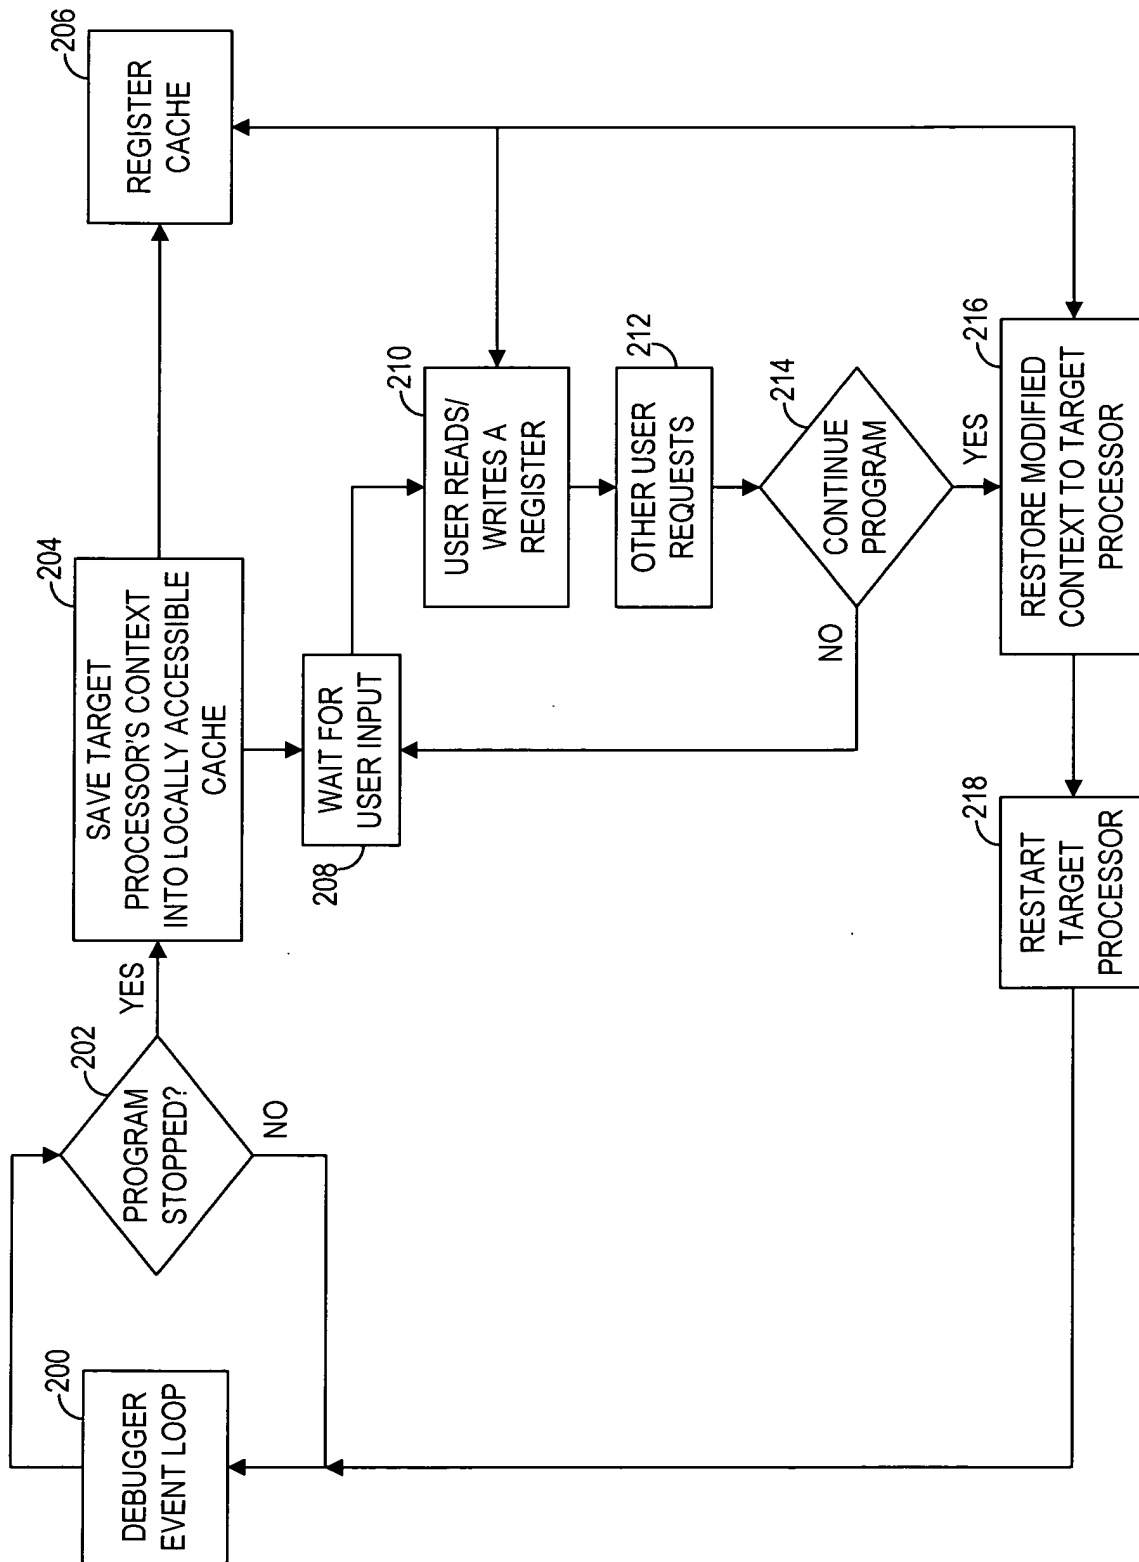 200
DEBUGGER
EVENT LOOP
202
PROGRAM
STOPPED?
YES
NO
204
SAVE TARGET
PROCESSOR'S CONTEXT
INTO LOCALLY ACCESSIBLE
CACHE
206
REGISTER
CACHE
WAIT FOR
USER INPUT
208
210
USER READS/
WRITES A
REGISTER
212
OTHER USER
REQUESTS
214
CONTINUE
PROGRAM
NO
YES
216
RESTORE MODIFIED
CONTEXT TO TARGET
PROCESSOR
218
RESTART
TARGET
PROCESSOR